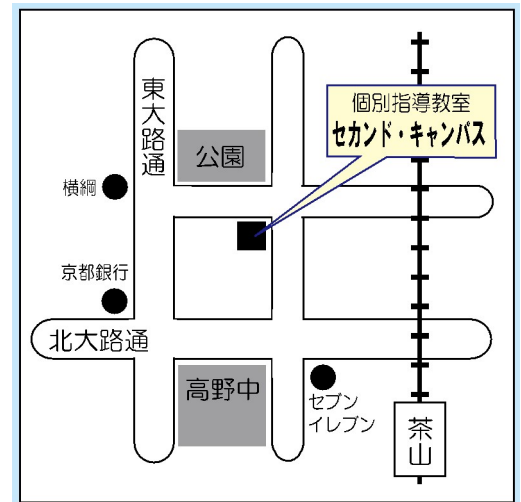 東大路通
個別指導教室
セカンド・キャンパス
公園
横綱
京都銀行
北大路通
高野中
セブン
イレブン
茶山